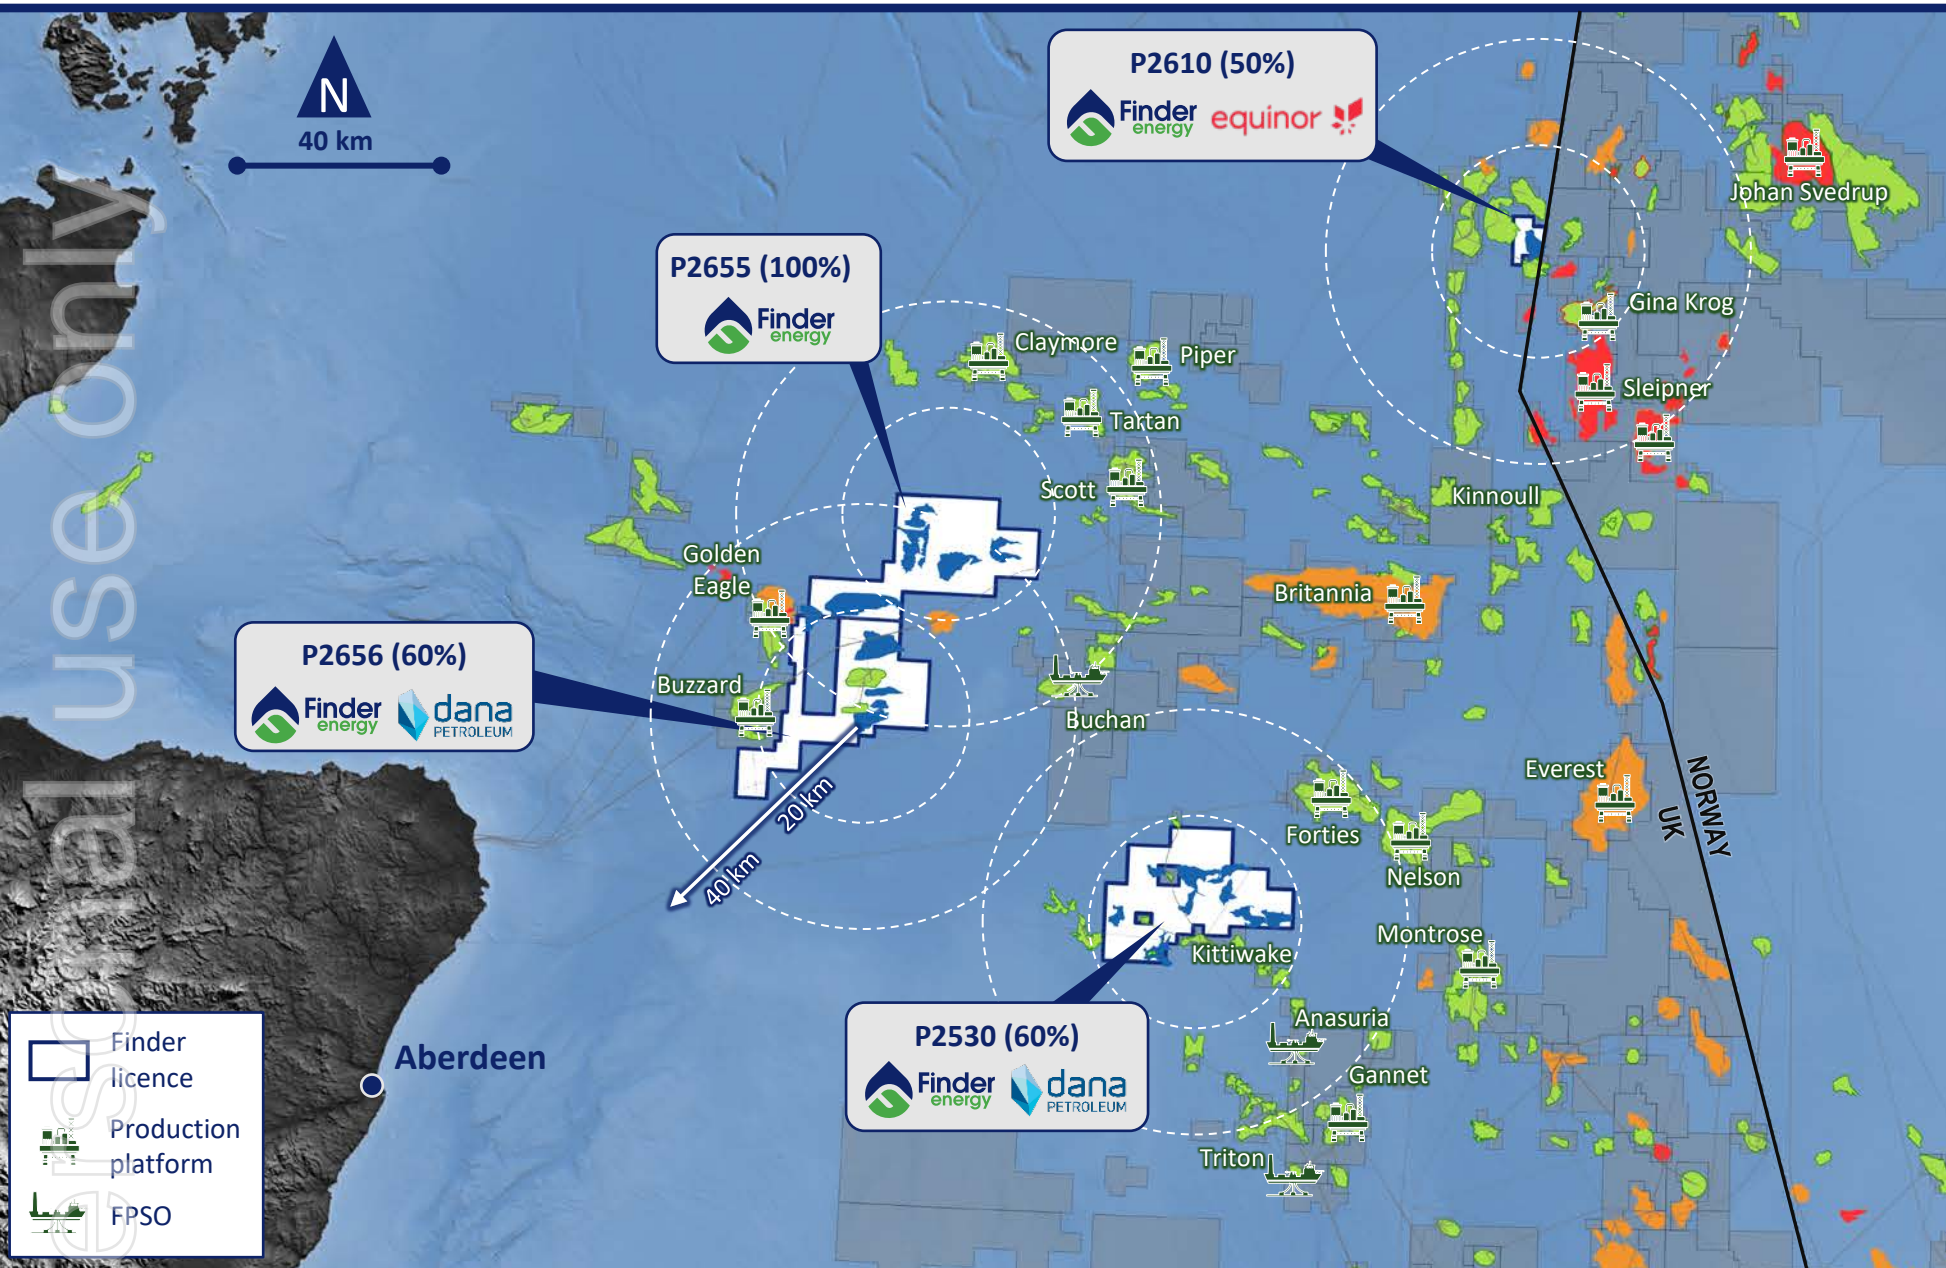 N
40 km
P2610 (50%)
Finder
energy
equinor
Johan Svedrup
P2655 (100%)
Finder
energy
Gina Krog
Claymore
Piper
Sleipner
Tartan
Scott
Kinnoull
Golden
Eagle
Britannia
P2656 (60%)
Finder
energy
dana
PETROLEUM
Buzzard
Buchan
20 km
40 km
Everest
NORWAY
UK
Forties
Nelson
Montrose
Kittiwake
P2530 (60%)
Finder
energy
dana
PETROLEUM
Anasuria
Gannet
Triton
Aberdeen
Finder
licence
Production
platform
FPSO
ersonal use only